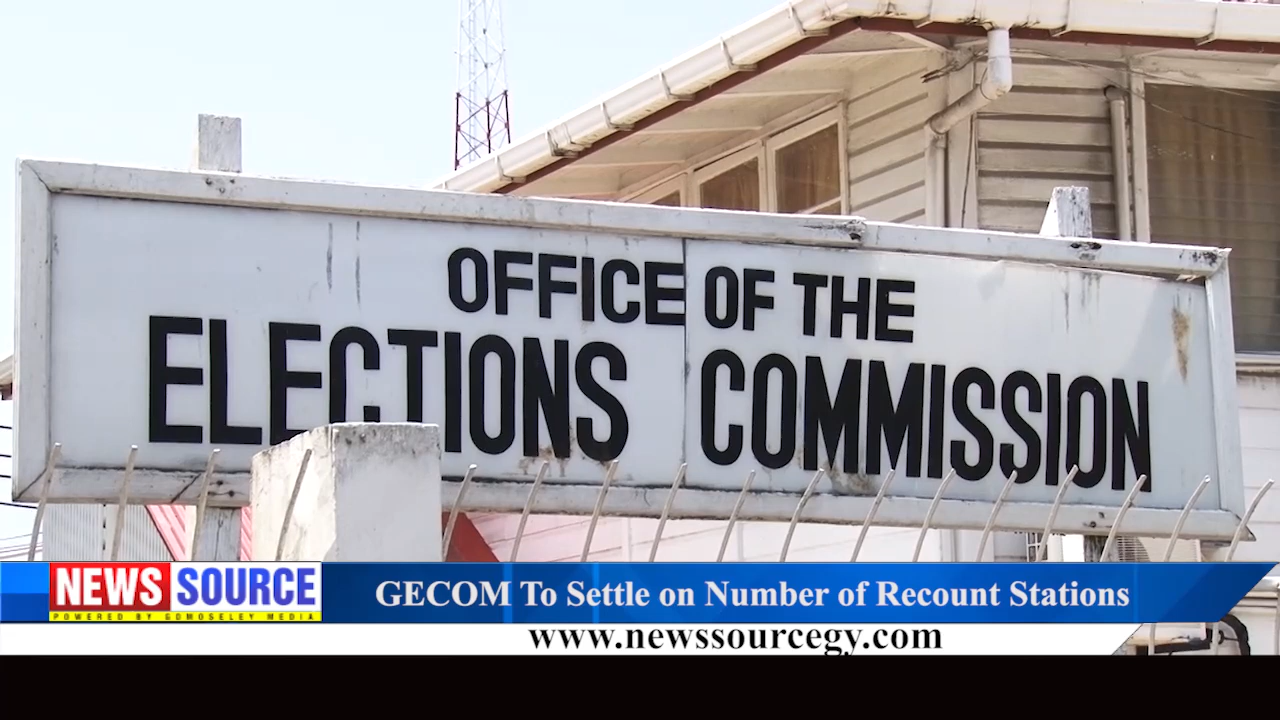 OFFICE OF THE
ELECTIONS COMMISSION
NEWS SOURCE
POWERED BY GDMOSELEY MEDIA
GECOM To Settle on Number of Recount Stations
www.newssourcegy.com